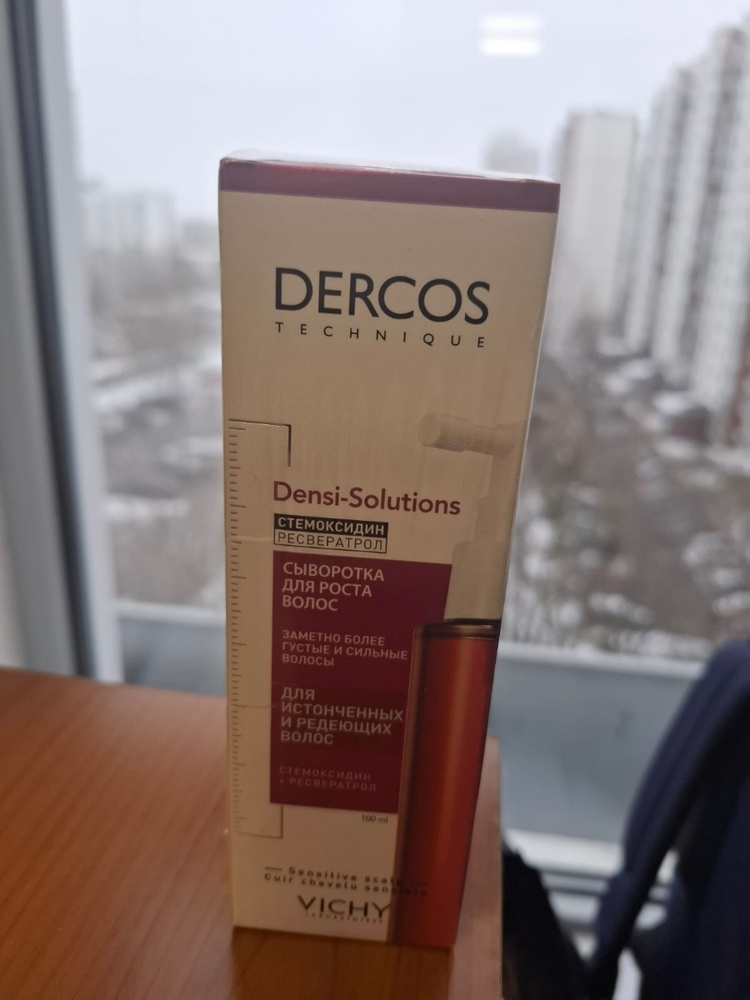 DERCOS
TECHNIQUE
Densi-Solutions
СТЕМОКСИДИН
РЕСВЕРАТРОЛ
СЫВОРОТКА
ДЛЯ РОСТА
ВОЛОС
ЗАМЕТНО БОЛЕЕ
ГУСТЫЕ И СИЛЬНЫЕ
ВОЛОСЫ
ДЛЯ
ИСТОНЧЕННЫХ
И РЕДЕЮЩИХ
ВОЛОС
СТЕМОКСИДИН
+ РЕСВЕРАТРОЛ
100 ml
Sensitive scalp
Cuir chevelu sensible
VICHY
LABORATOIRES